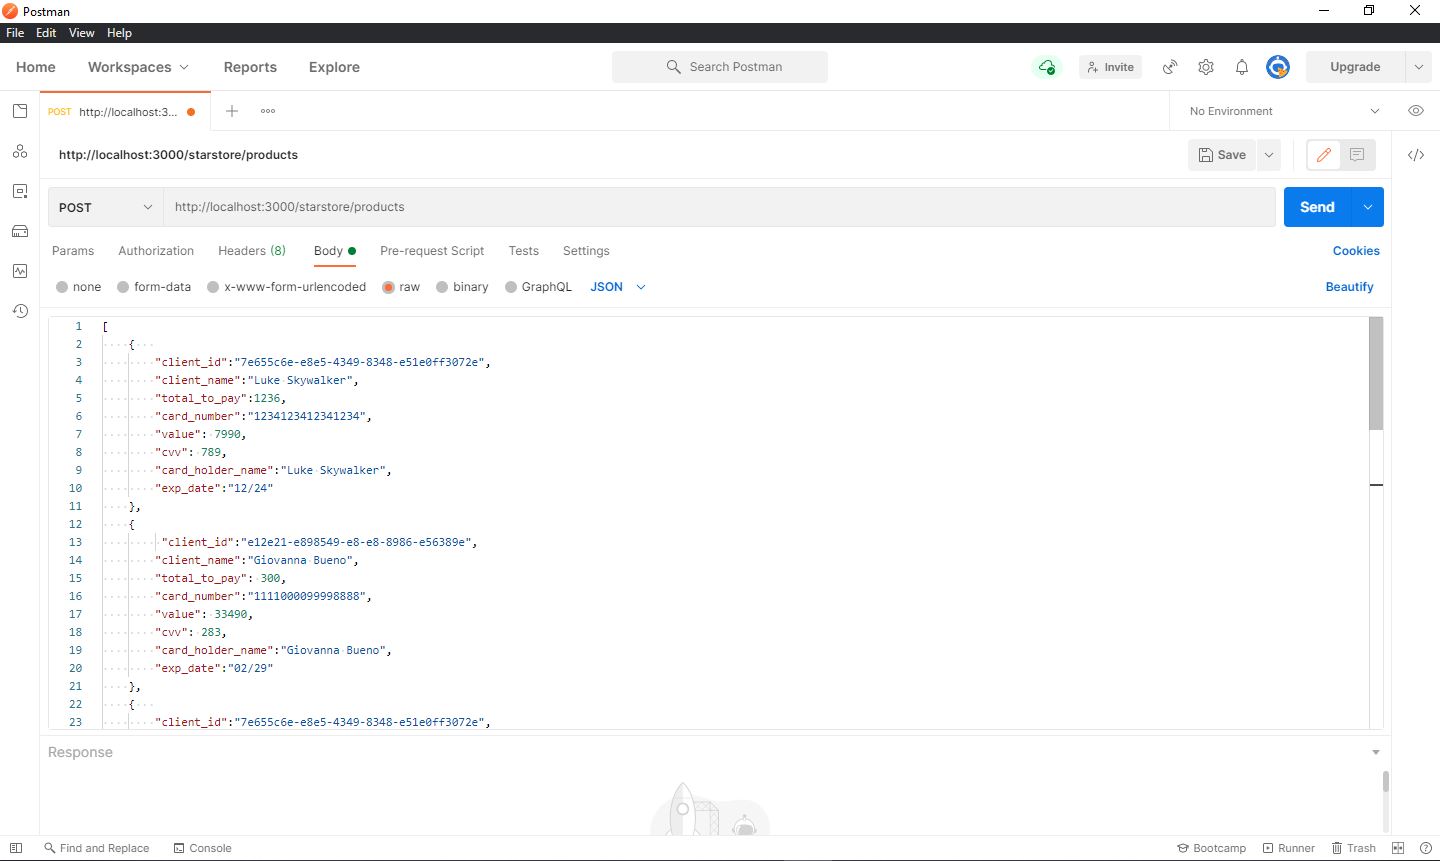 Postman
File Edit View Help
Home Workspaces Reports Explore Search Postman Invite Upgrade
POST http://localhost:3... No Environment
http://localhost:3000/starstore/products Save
POST http://localhost:3000/starstore/products Send
Params Authorization Headers (8) Body Pre-request Script Tests Settings Cookies
none form-data x-www-form-urlencoded raw binary GraphQL JSON Beautify
1 [
2 {
3 "client_id":"7e655c6e-e8e5-4349-8348-e51e0ff3072e",
4 "client_name":"Luke Skywalker",
5 "total_to_pay":1236,
6 "card_number":"1234123412341234",
7 "value": 7990,
8 "cvv": 789,
9 "card_holder_name":"Luke Skywalker",
10 "exp_date":"12/24"
11 },
12 {
13 "client_id":"e12e21-e898549-e8-e8-8986-e56389e",
14 "client_name":"Giovanna Bueno",
15 "total_to_pay": 300,
16 "card_number":"1111000099998888",
17 "value": 33490,
18 "cvv": 283,
19 "card_holder_name":"Giovanna Bueno",
20 "exp_date":"02/29"
21 },
22 {
23 "client_id":"7e655c6e-e8e5-4349-8348-e51e0ff3072e",
Response
Find and Replace Console Bootcamp Runner Trash